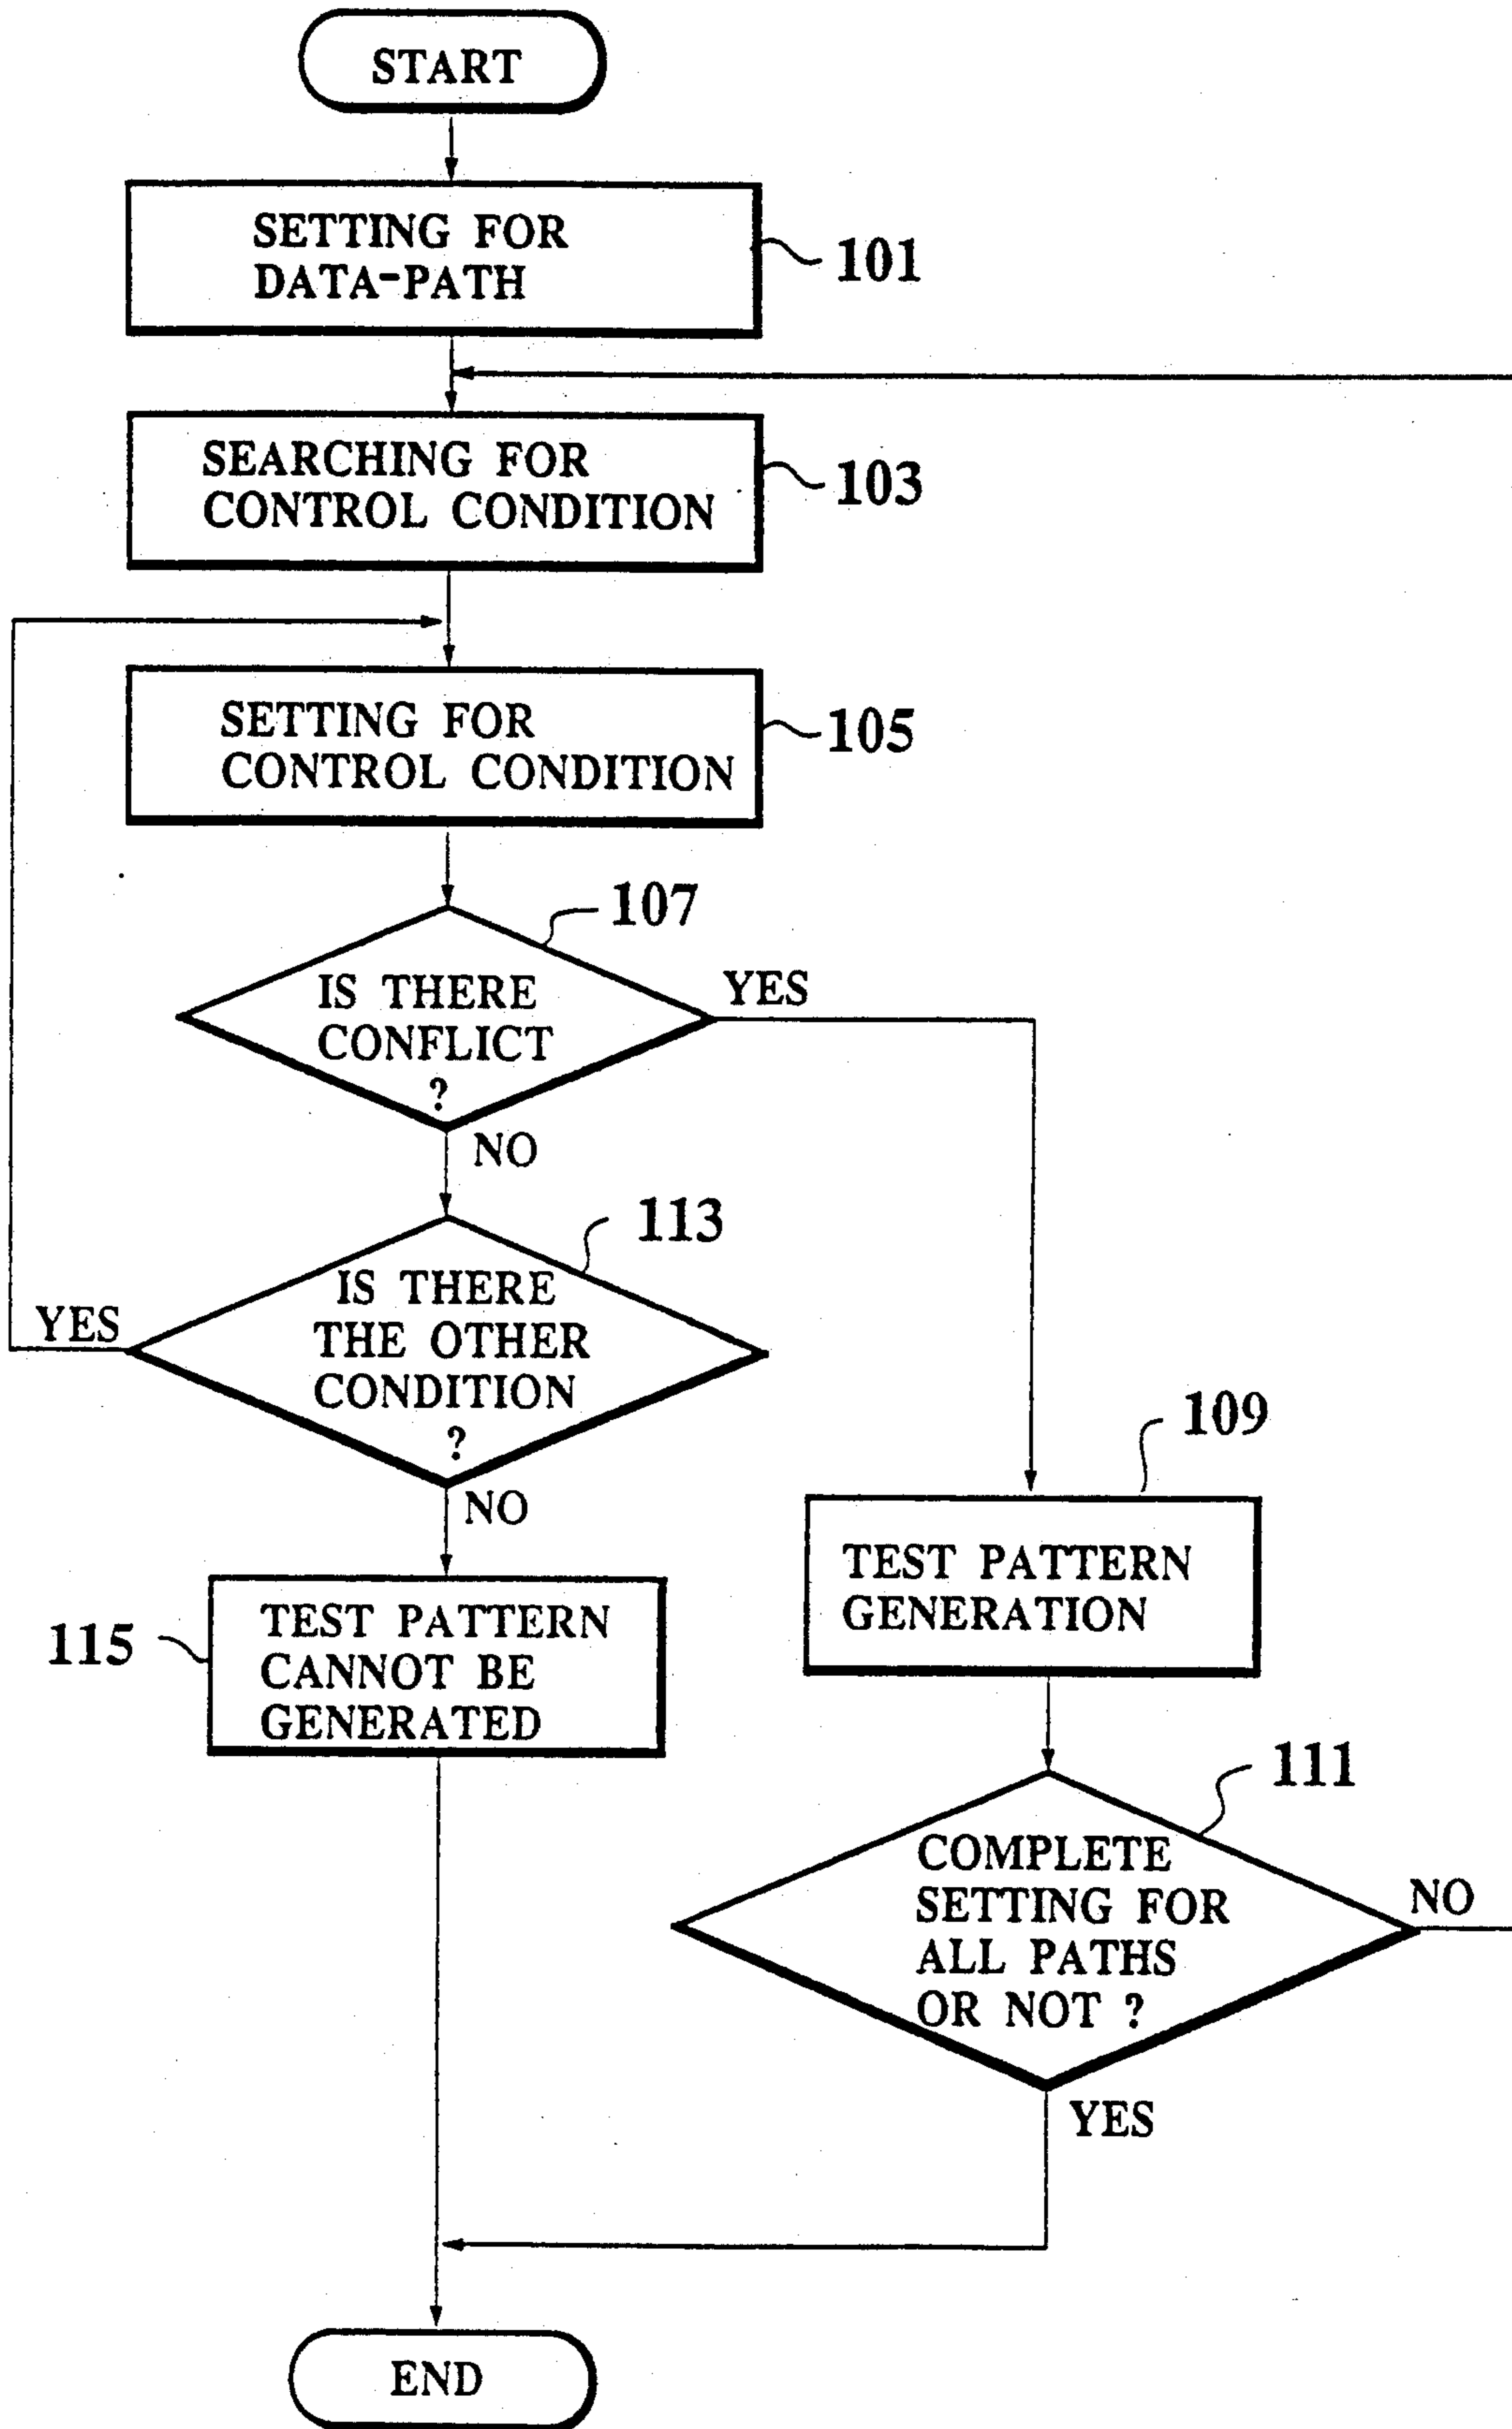 START
SETTING FOR
DATA-PATH
101
SEARCHING FOR
CONTROL CONDITION
103
SETTING FOR
CONTROL CONDITION
105
107
IS THERE
CONFLICT
?
YES
NO
113
IS THERE
THE OTHER
CONDITION
?
YES
NO
109
TEST PATTERN
GENERATION
115
TEST PATTERN
CANNOT BE
GENERATED
111
COMPLETE
SETTING FOR
ALL PATHS
OR NOT ?
NO
YES
END